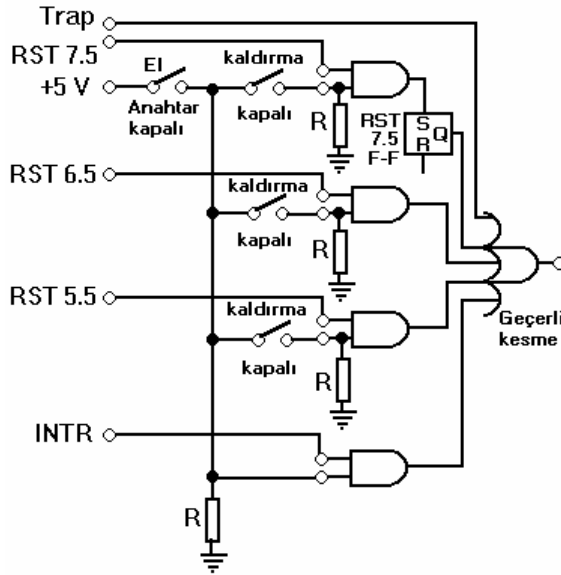 Trap
RST 7.5
+5 V
EI
Anahtar
kapalı
kaldırma
kapalı
R
RST
7.5
F-F
S
R
Q
RST 6.5
kaldırma
kapalı
R
RST 5.5
kaldırma
kapalı
R
Geçerli
kesme
INTR
R